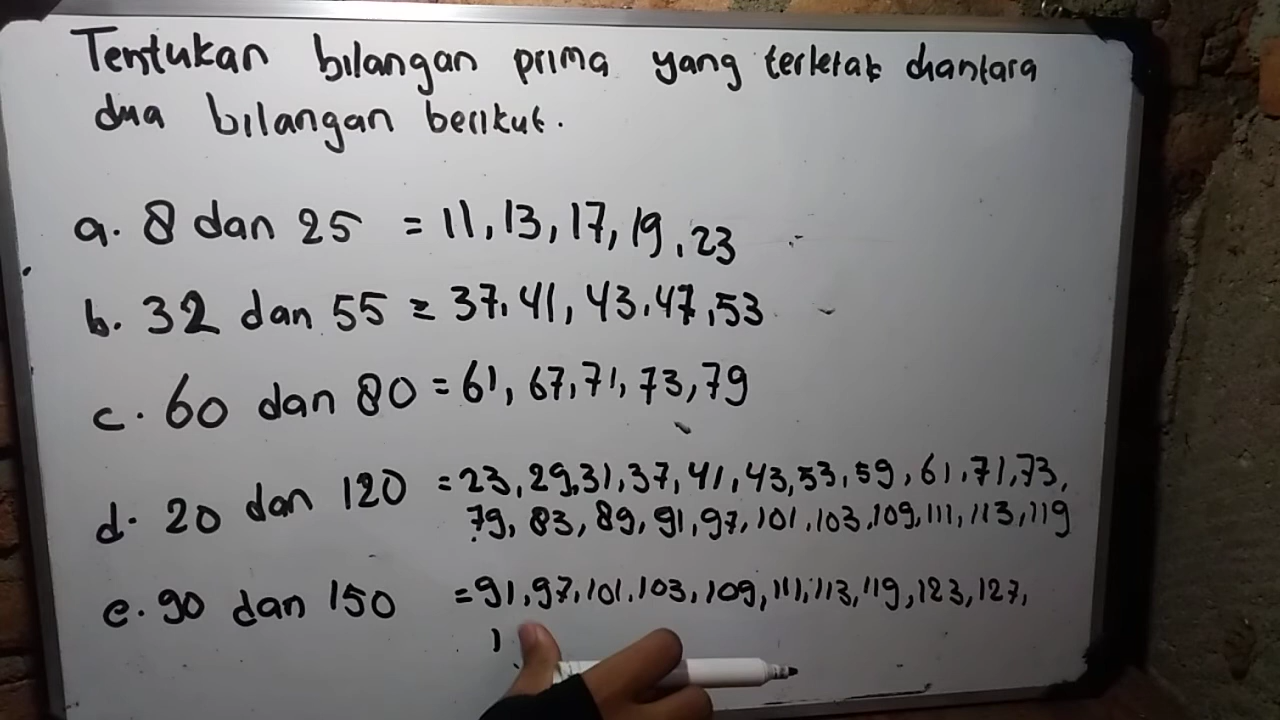 Tentukan bilangan prima yang terletak diantara
dua bilangan berikut.
a. 8 dan 25 = 11, 13, 17, 19, 23
b. 32 dan 55 = 37, 41, 43, 47, 53
c. 60 dan 80 = 61, 67, 71, 73, 79
d. 20 dan 120 = 23, 29, 31, 37, 41, 43, 53, 59, 61, 71, 73,
79, 83, 89, 91, 97, 101, 103, 109, 111, 113, 119
e. 90 dan 150 = 91, 97, 101, 103, 109, 111, 113, 119, 123, 127,
1